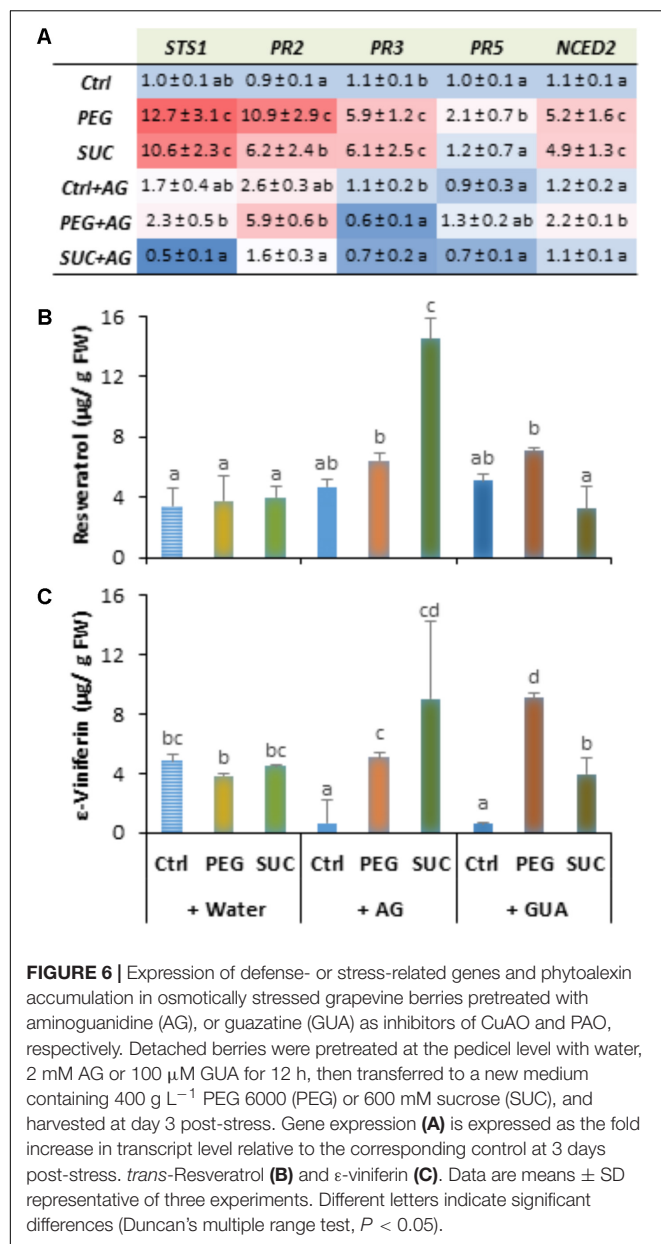 A
STS1 PR2 PR3 PR5 NCED2
Ctrl 1.0±0.1 ab 0.9±0.1 a 1.1±0.1 b 1.0±0.1 a 1.1±0.1 a
PEG 12.7±3.1 c 10.9±2.9 c 5.9±1.2 c 2.1±0.7 b 5.2±1.6 c
SUC 10.6±2.3 c 6.2±2.4 b 6.1±2.5 c 1.2±0.7 a 4.9±1.3 c
Ctrl+AG 1.7±0.4 ab 2.6±0.3 ab 1.1±0.2 b 0.9±0.3 a 1.2±0.2 a
PEG+AG 2.3±0.5 b 5.9±0.6 b 0.6±0.1 a 1.3±0.2 ab 2.2±0.1 b
SUC+AG 0.5±0.1 a 1.6±0.3 a 0.7±0.2 a 0.7±0.1 a 1.1±0.1 a
B
Resveratrol (µg/ g FW)
16
12
8
4
0
a a a ab b c ab b a
C
ε-Viniferin (µg/ g FW)
16
12
8
4
0
bc b bc a c cd a d b
Ctrl PEG SUC Ctrl PEG SUC Ctrl PEG SUC
+ Water + AG + GUA
FIGURE 6 | Expression of defense- or stress-related genes and phytoalexin
accumulation in osmotically stressed grapevine berries pretreated with
aminoguanidine (AG), or guazatine (GUA) as inhibitors of CuAO and PAO,
respectively. Detached berries were pretreated at the pedicel level with water,
2 mM AG or 100 µM GUA for 12 h, then transferred to a new medium
containing 400 g L⁻¹ PEG 6000 (PEG) or 600 mM sucrose (SUC), and
harvested at day 3 post-stress. Gene expression (A) is expressed as the fold
increase in transcript level relative to the corresponding control at 3 days
post-stress. trans-Resveratrol (B) and ε-viniferin (C). Data are means ± SD
representative of three experiments. Different letters indicate significant
differences (Duncan's multiple range test, P < 0.05).